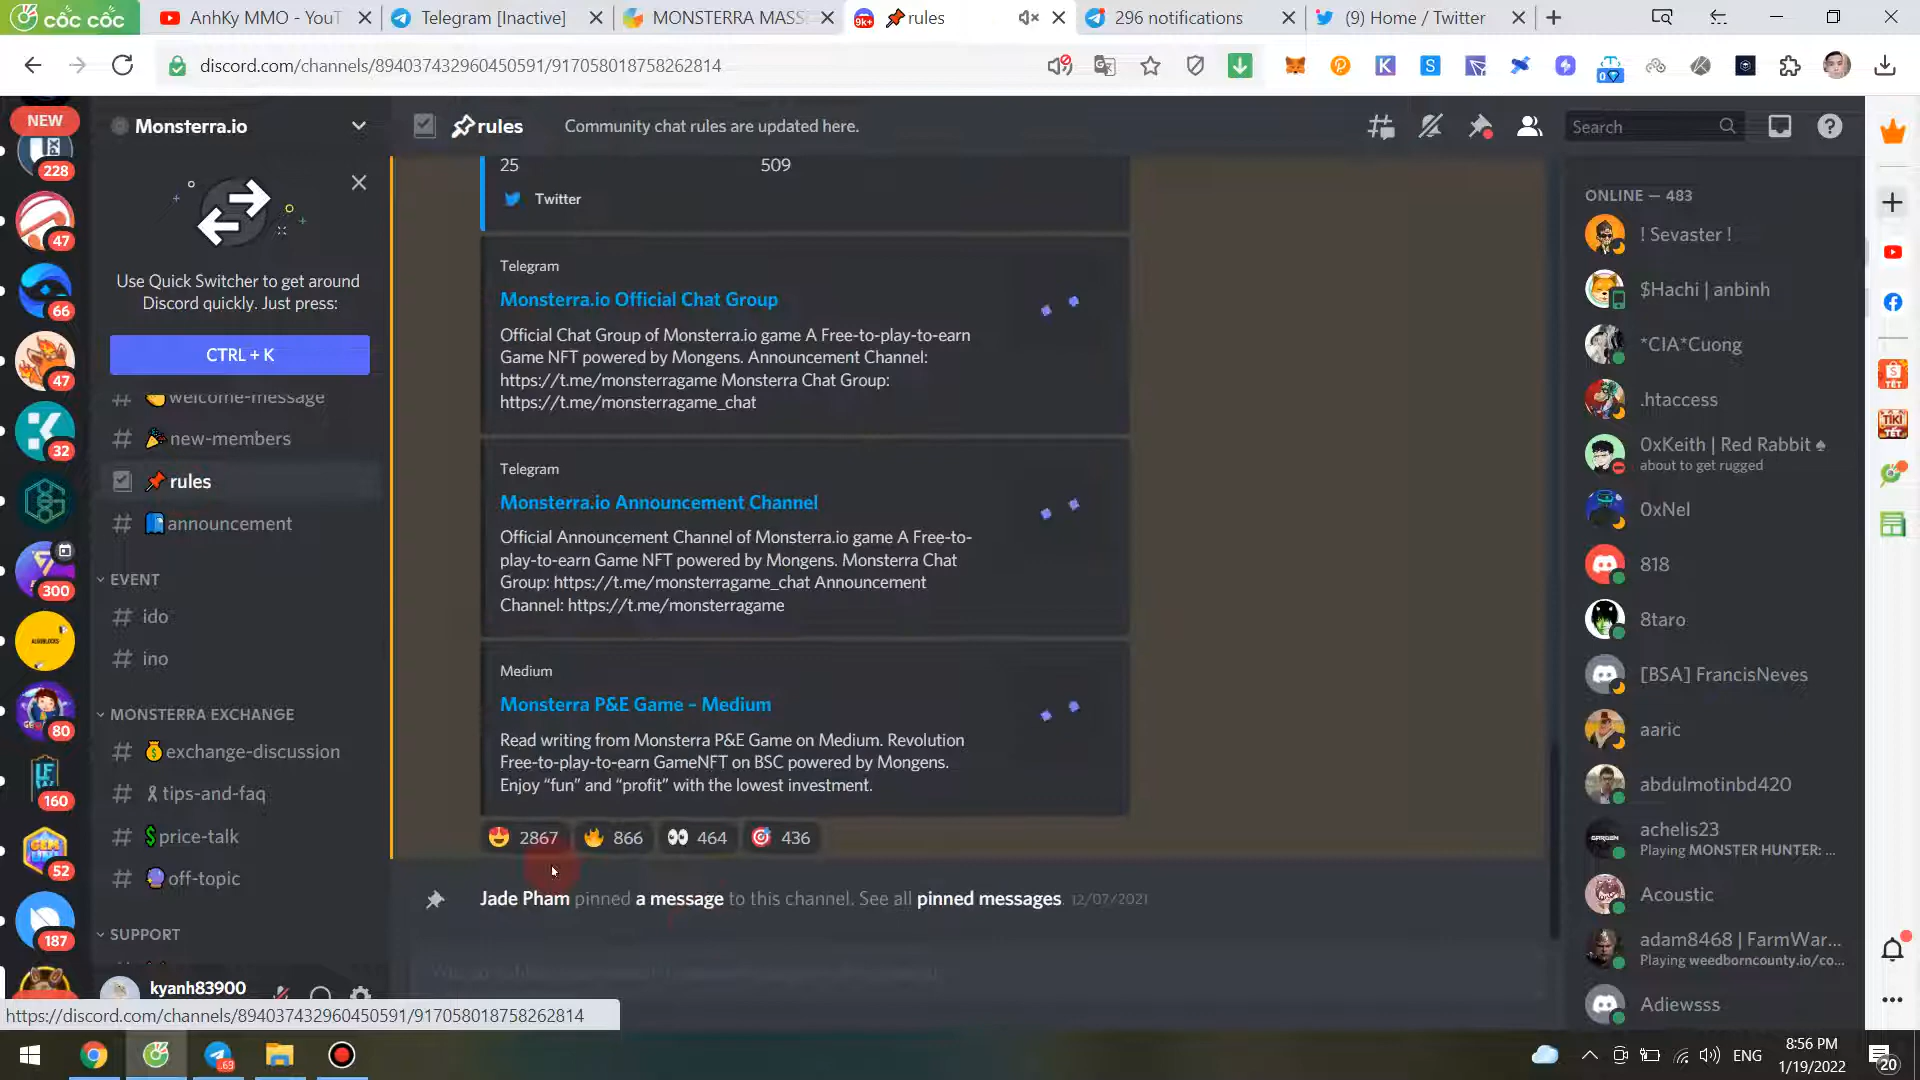 cốc cốc
AnhKy MMO - YouT
Telegram [Inactive]
MONSTERRA MASS
9k+
rules
296 notifications
(9) Home / Twitter
discord.com/channels/894037432960450591/917058018758262814
NEW
Monsterra.io
rules
Community chat rules are updated here.
Search
228
47
66
47
32
300
80
160
52
187
Use Quick Switcher to get around
Discord quickly. Just press:
CTRL + K
welcome-message
new-members
rules
announcement
EVENT
ido
ino
MONSTERRA EXCHANGE
exchange-discussion
tips-and-faq
price-talk
off-topic
SUPPORT
kyanh83900
25
509
Twitter
Telegram
Monsterra.io Official Chat Group
Official Chat Group of Monsterra.io game A Free-to-play-to-earn
Game NFT powered by Mongens. Announcement Channel:
https://t.me/monsterragame Monsterra Chat Group:
https://t.me/monsterragame_chat
Telegram
Monsterra.io Announcement Channel
Official Announcement Channel of Monsterra.io game A Free-to-
play-to-earn Game NFT powered by Mongens. Monsterra Chat
Group: https://t.me/monsterragame_chat Announcement
Channel: https://t.me/monsterragame
Medium
Monsterra P&E Game – Medium
Read writing from Monsterra P&E Game on Medium. Revolution
Free-to-play-to-earn GameNFT on BSC powered by Mongens.
Enjoy “fun” and “profit” with the lowest investment.
2867 866 464 436
Jade Pham pinned a message to this channel. See all pinned messages. 12/07/2021
ONLINE — 483
! Sevaster !
$Hachi | anbinh
*CIA*Cuong
.htaccess
0xKeith | Red Rabbit ♠
about to get rugged
0xNel
818
8taro
[BSA] FrancisNeves
aaric
abdulmotinbd420
achelis23
Playing MONSTER HUNTER: ...
Acoustic
adam8468 | FarmWar...
Playing weedborncounty.io/co...
Adiewsss
https://discord.com/channels/894037432960450591/917058018758262814
ENG
8:56 PM
1/19/2022
20